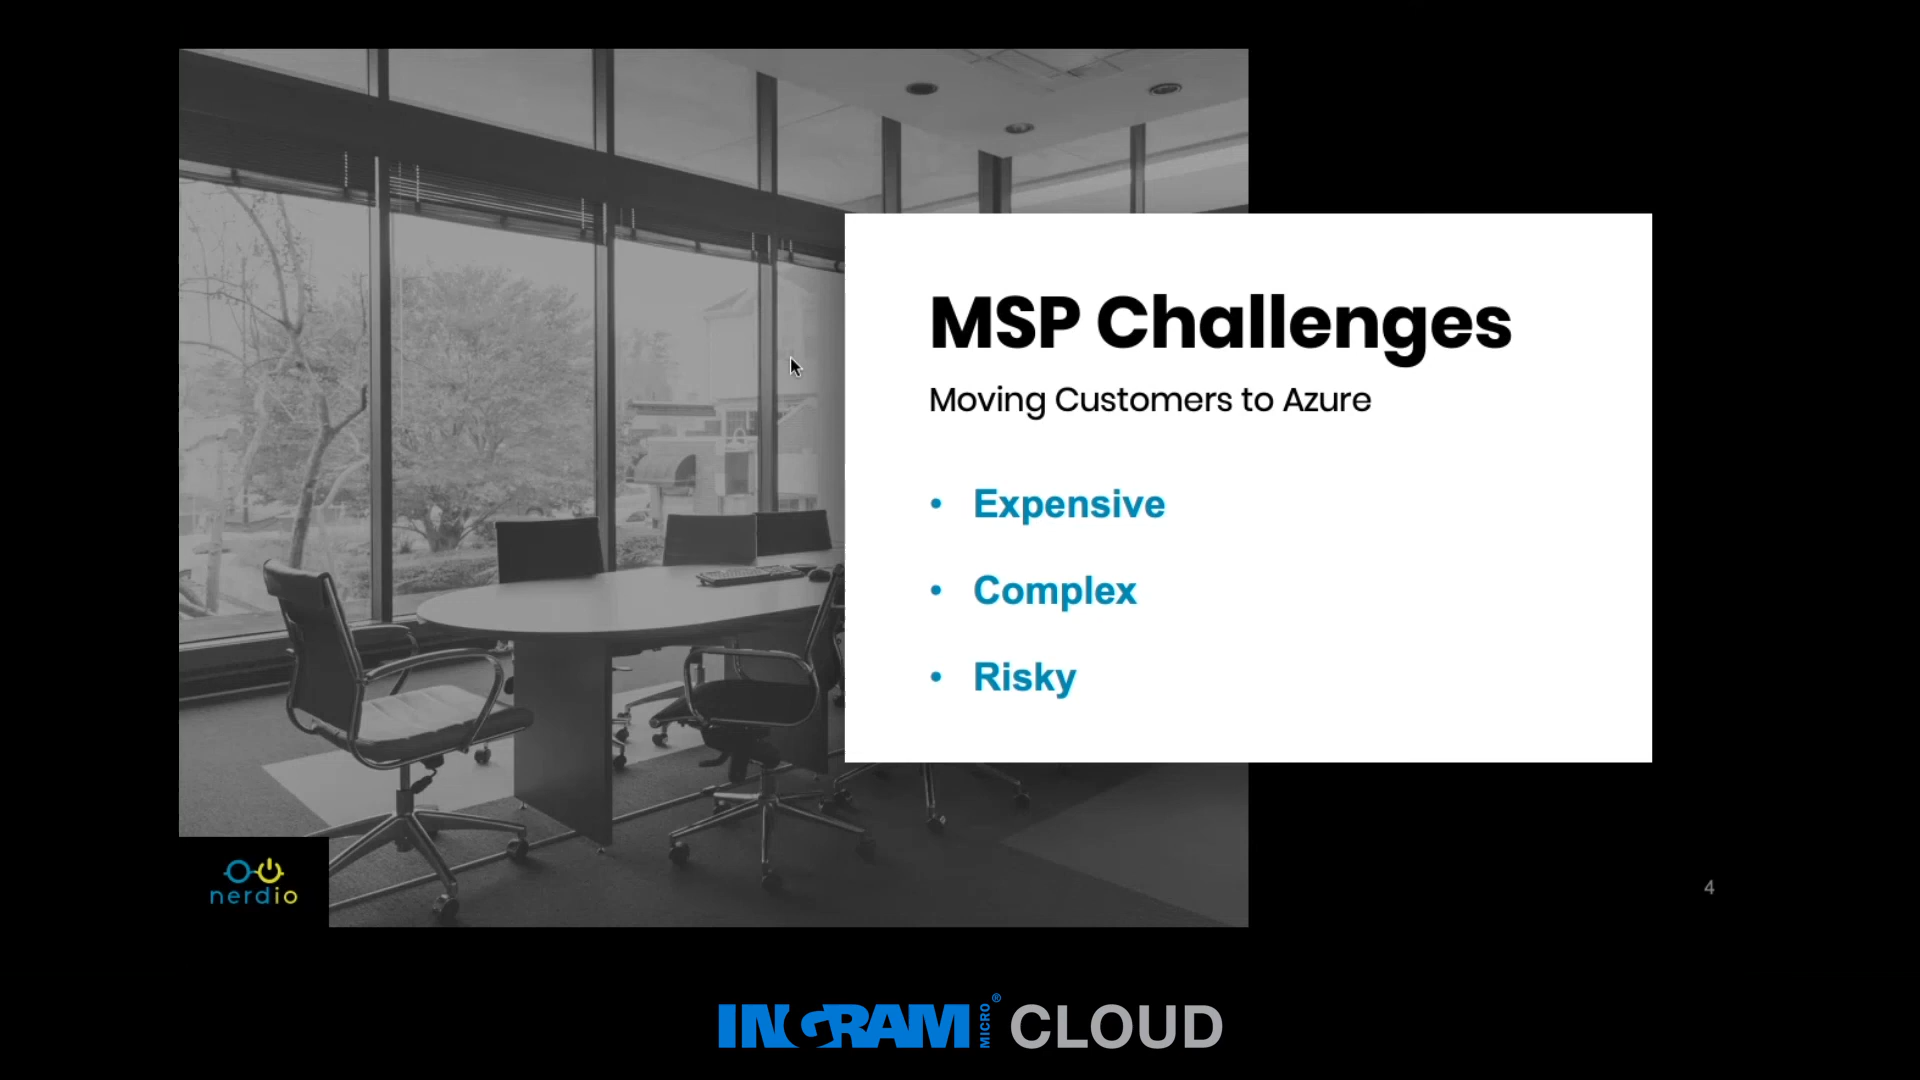 MSP Challenges
Moving Customers to Azure
• Expensive
• Complex
• Risky
nerdio
4
INGRAM MICRO® CLOUD